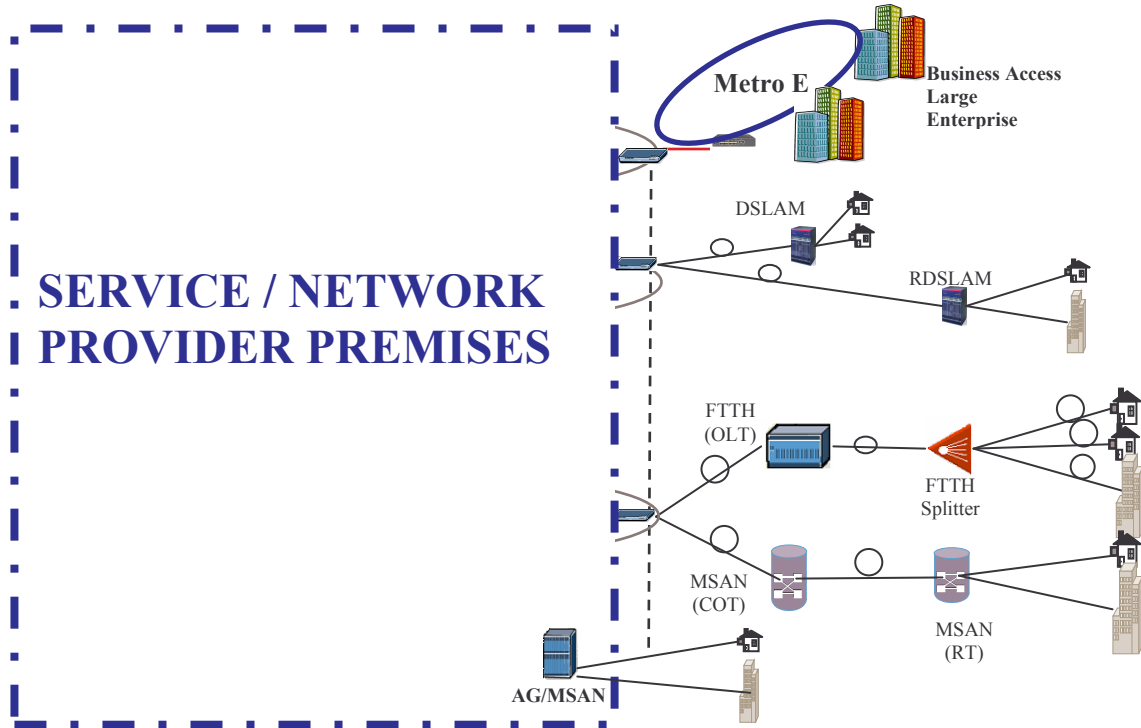 Metro E
Business Access
Large
Enterprise
DSLAM
RDSLAM
SERVICE / NETWORK
PROVIDER PREMISES
FTTH
(OLT)
FTTH
Splitter
MSAN
(COT)
MSAN
(RT)
AG/MSAN